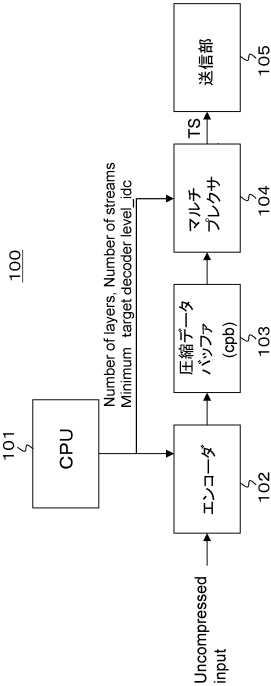 100
101
CPU
Number of layers, Number of streams
Minimum target decoder level_idc
Uncompressed
input
エンコーダ
102
圧縮データ
バッファ
(cpb)
103
マルチ
プレクサ
104
TS
送信部
105